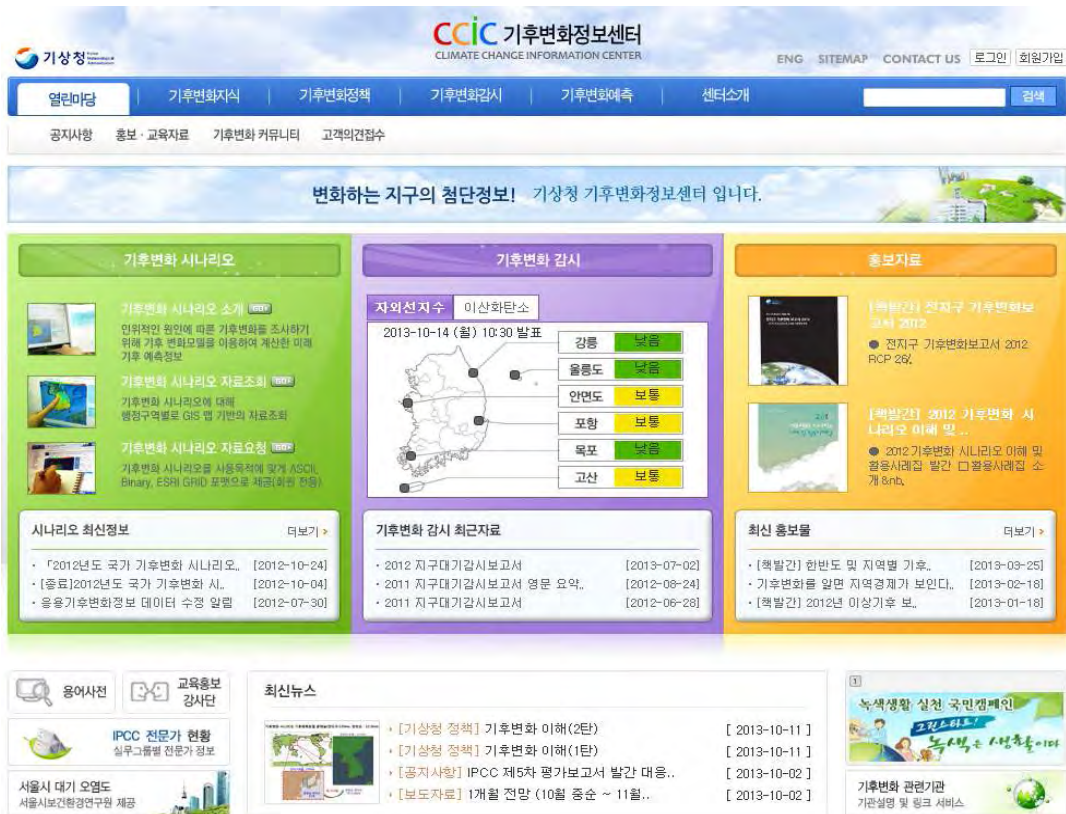 기상청
CCIC 기후변화정보센터
CLIMATE CHANGE INFORMATION CENTER
ENG SITEMAP CONTACT US 로그인 회원가입
열린마당 기후변화지식 기후변화정책 기후변화감시 기후변화예측 센터소개 검색
공지사항 홍보·교육자료 기후변화 커뮤니티 고객의견접수
변화하는 지구의 첨단정보! 기상청 기후변화정보센터 입니다.
기후변화 시나리오
기후변화 시나리오 소개 GO
인위적인 원인에 따른 기후변화를 조사하기
위해 기후 변화모델을 이용하여 계산한 미래
기후 예측정보
기후변화 시나리오 자료조회 GO
기후변화 시나리오에 대해
행정구역별로 GIS 맵 기반의 자료조회
기후변화 시나리오 자료요청 GO
기후변화 시나리오를 사용목적에 맞게 ASCII,
Binary, ESRI GRID 포맷으로 제공(회원 전용)
시나리오 최신정보 더보기 >
· 「2012년도 국가 기후변화 시나리오.. [2012-10-24]
· [종료]2012년도 국가 기후변화 시.. [2012-10-04]
· 응용기후변화정보 데이터 수정 알림 [2012-07-30]
기후변화 감시
자외선지수 이산화탄소
2013-10-14 (월) 10:30 발표
강릉 낮음
울릉도 낮음
안면도 보통
포항 보통
목포 낮음
고산 보통
기후변화 감시 최근자료
· 2012 지구대기감시보고서 [2013-07-02]
· 2011 지구대기감시보고서 영문 요약.. [2012-08-24]
· 2011 지구대기감시보고서 [2012-06-28]
홍보자료
[책발간] 전지구 기후변화보
고서 2012
● 전지구 기후변화보고서 2012
RCP 26/.
[책발간] 2012 기후변화 시
나리오 이해 및 ..
● 2012 기후변화 시나리오 이해 및
활용사례집 발간 □활용사례집 소
개 &nb.
최신 홍보물 더보기 >
· [책발간] 한반도 및 지역별 기후.. [2013-03-25]
· 기후변화를 알면 지역경제가 보인다.. [2013-02-18]
· [책발간] 2012년 이상기후 보.. [2013-01-18]
용어사전
교육홍보
강사단
IPCC 전문가 현황
실무그룹별 전문가 정보
서울시 대기 오염도
서울시보건환경연구원 제공
최신뉴스
[기상청 정책] 기후변화 이해(2탄) [ 2013-10-11 ]
[기상청 정책] 기후변화 이해(1탄) [ 2013-10-11 ]
[공지사항] IPCC 제5차 평가보고서 발간 대응.. [ 2013-10-02 ]
[보도자료] 1개월 전망 (10월 중순 ~ 11월.. [ 2013-10-02 ]
1
녹색생활 실천 국민캠페인
그린스타트!
녹색은 생활이다
기후변화 관련기관
기관설명 및 링크 서비스